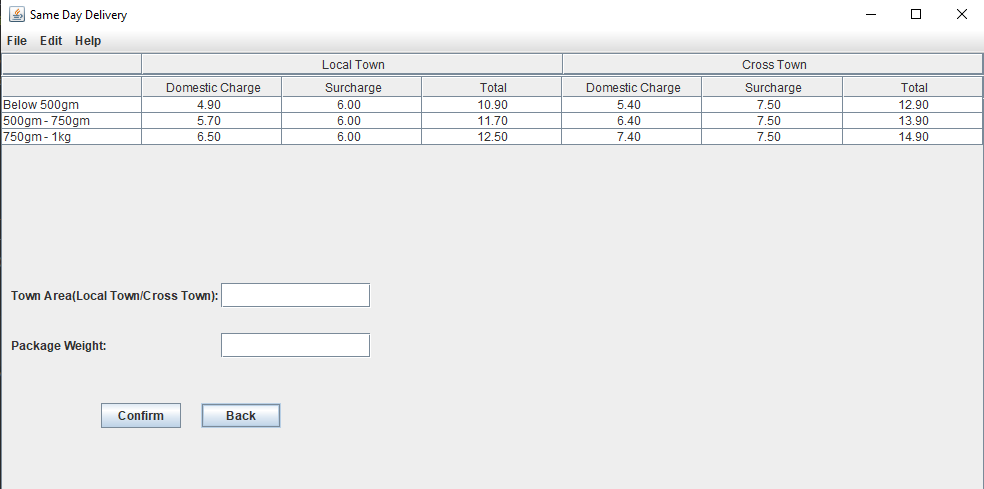 Same Day Delivery
File Edit Help
Local Town Cross Town
Domestic Charge Surcharge Total Domestic Charge Surcharge Total
Below 500gm 4.90 6.00 10.90 5.40 7.50 12.90
500gm - 750gm 5.70 6.00 11.70 6.40 7.50 13.90
750gm - 1kg 6.50 6.00 12.50 7.40 7.50 14.90
Town Area(Local Town/Cross Town):
Package Weight:
Confirm Back